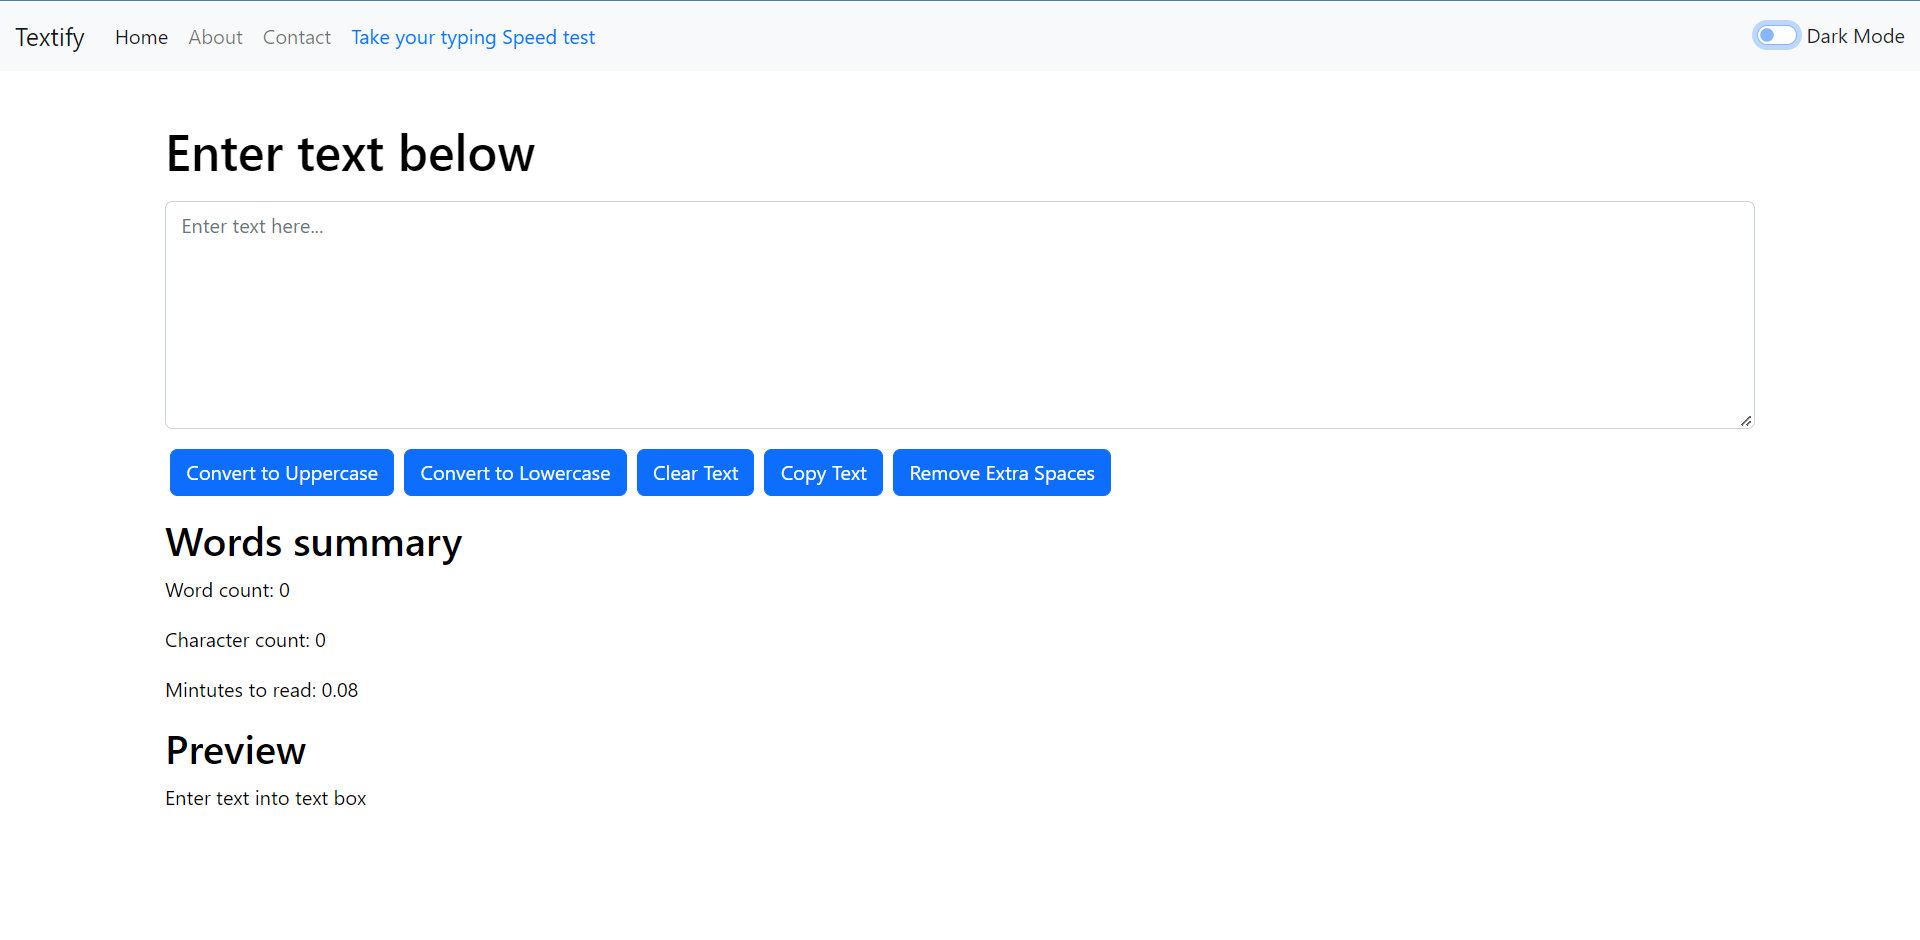 Textify Home About Contact Take your typing Speed test Dark Mode
Enter text below
Enter text here...
Convert to Uppercase Convert to Lowercase Clear Text Copy Text Remove Extra Spaces
Words summary
Word count: 0
Character count: 0
Mintutes to read: 0.08
Preview
Enter text into text box